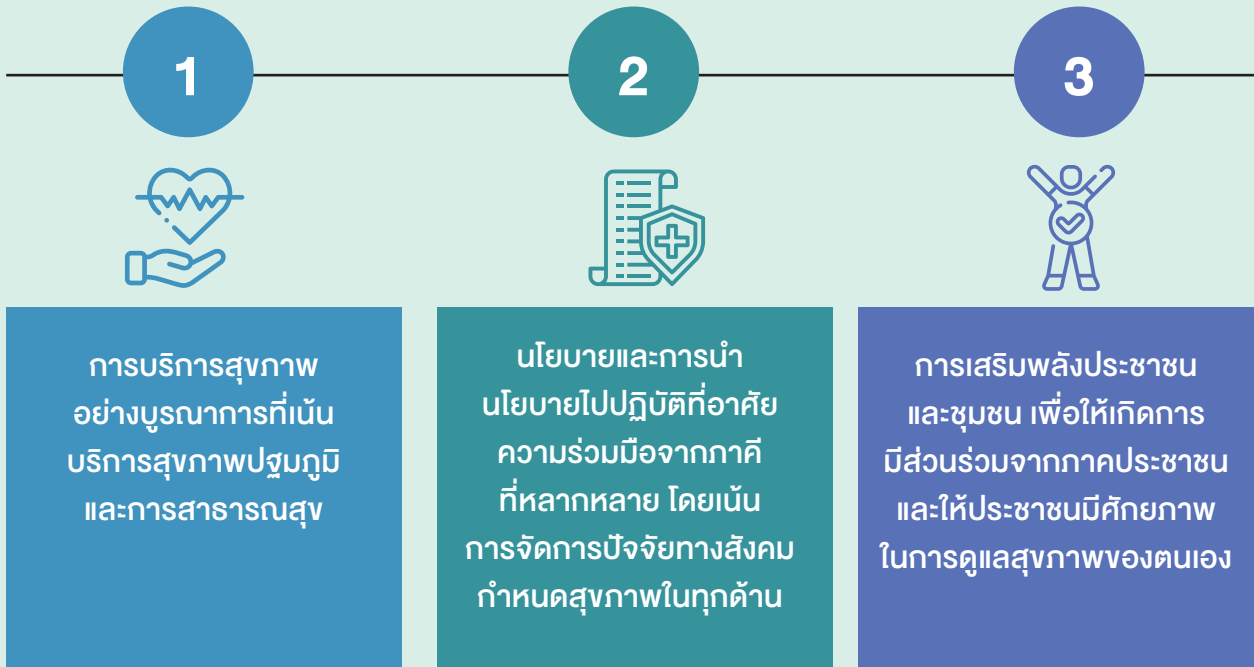 1
การบริการสุขภาพ
อย่างบูรณาการที่เน้น
บริการสุขภาพปฐมภูมิ
และการสาธารณสุข
2
นโยบายและการนำ
นโยบายไปปฏิบัติที่อาศัย
ความร่วมมือจากภาคี
ที่หลากหลาย โดยเน้น
การจัดการปัจจัยทางสังคม
กำหนดสุขภาพในทุกด้าน
3
การเสริมพลังประชาชน
และชุมชน เพื่อให้เกิดการ
มีส่วนร่วมจากภาคประชาชน
และให้ประชาชนมีศักยภาพ
ในการดูแลสุขภาพของตนเอง